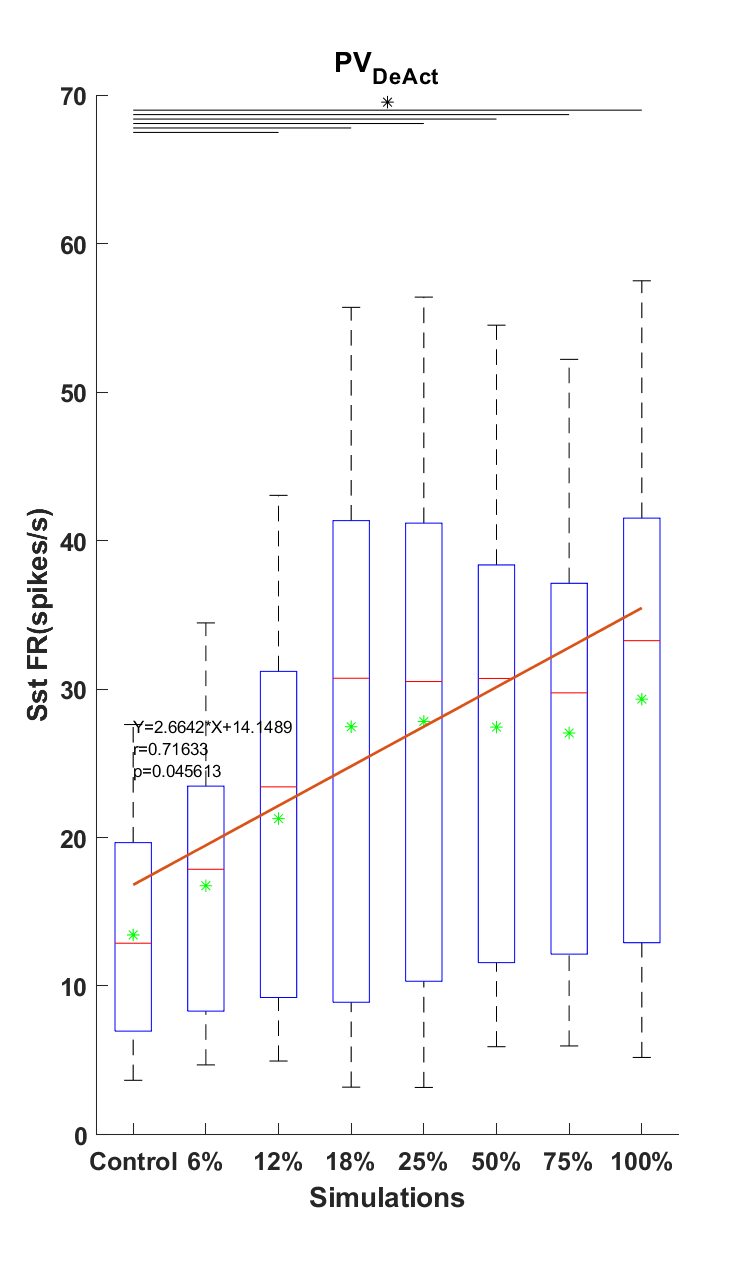 PV_DeAct
*
70
60
50
40
30
20
10
0
Sst FR(spikes/s)
Y=2.6642*X+14.1489
r=0.71633
p=0.045613
Control 6% 12% 18% 25% 50% 75% 100%
Simulations